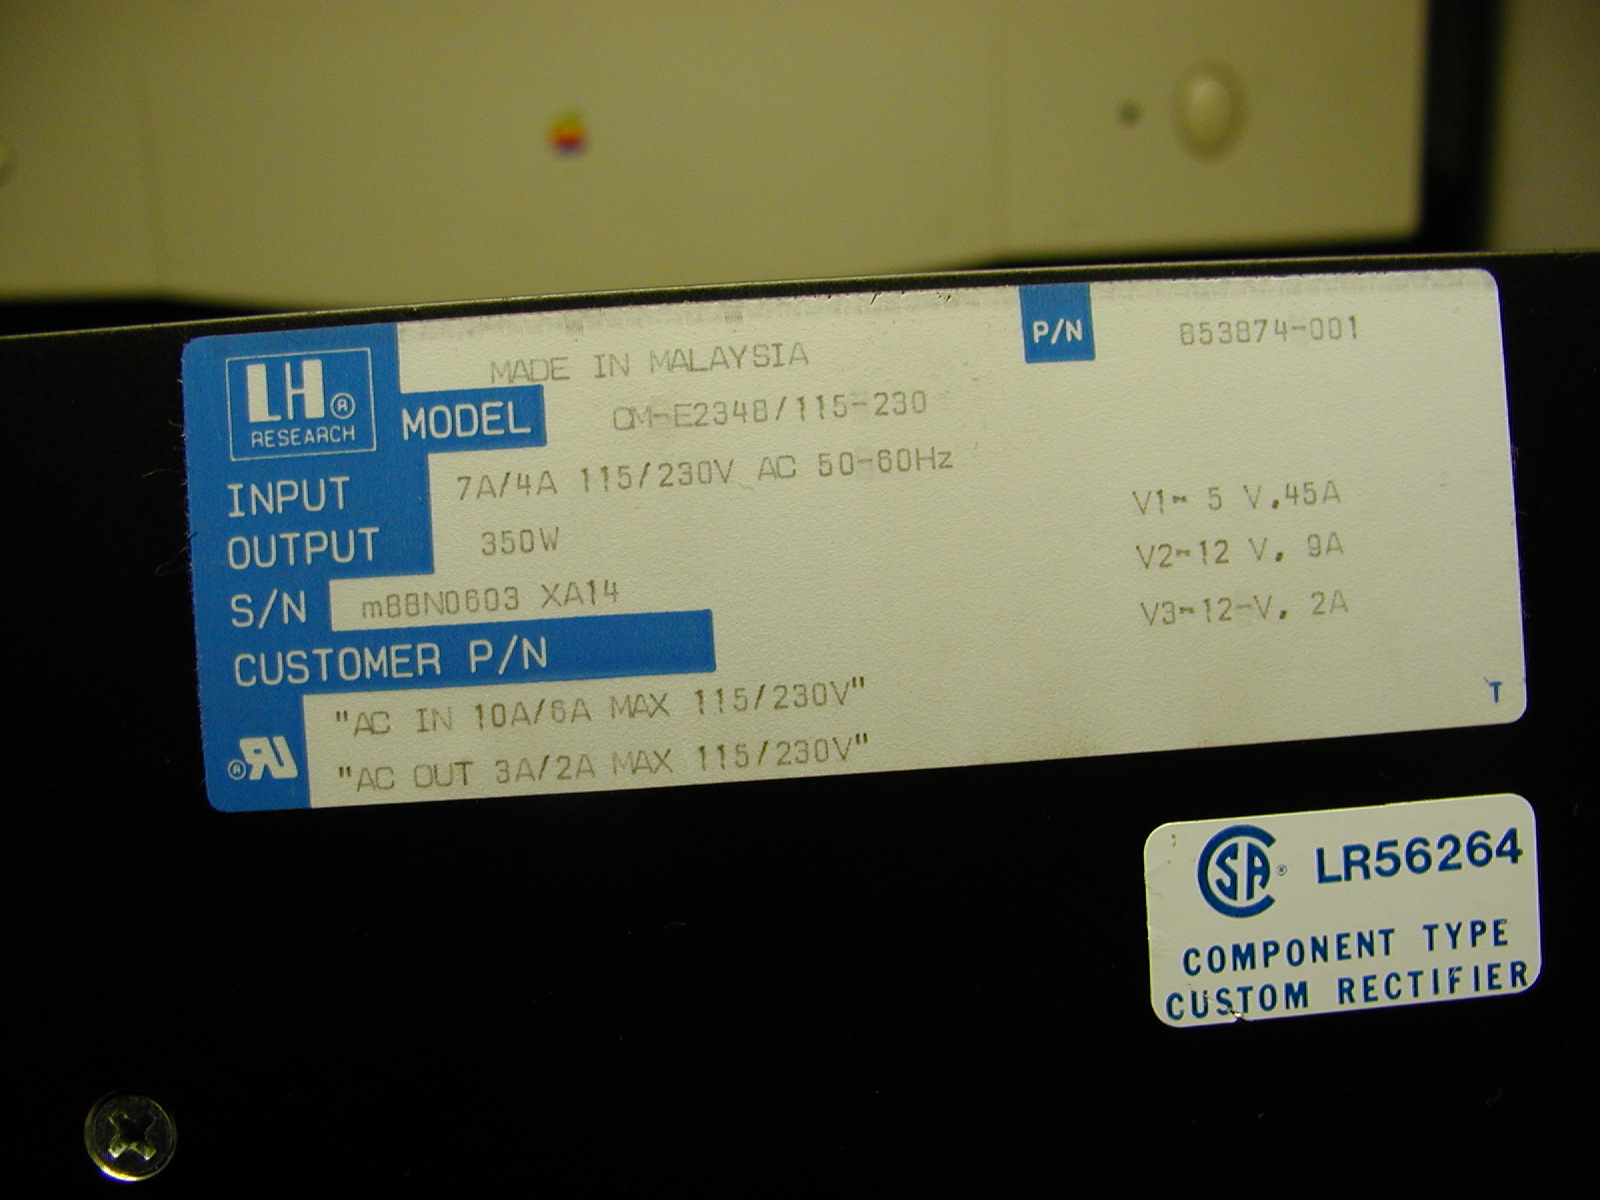 LH®
RESEARCH
MADE IN MALAYSIA
P/N 853874-001
MODEL QM-E2348/115-230
INPUT 7A/4A 115/230V AC 50-60Hz
OUTPUT 350W
V1- 5 V.45A
V2-12 V. 9A
V3-12-V. 2A
S/N m88N0603 XA14
CUSTOMER P/N
"AC IN 10A/6A MAX 115/230V"
"AC OUT 3A/2A MAX 115/230V"
T
CSA® LR56264
COMPONENT TYPE
CUSTOM RECTIFIER